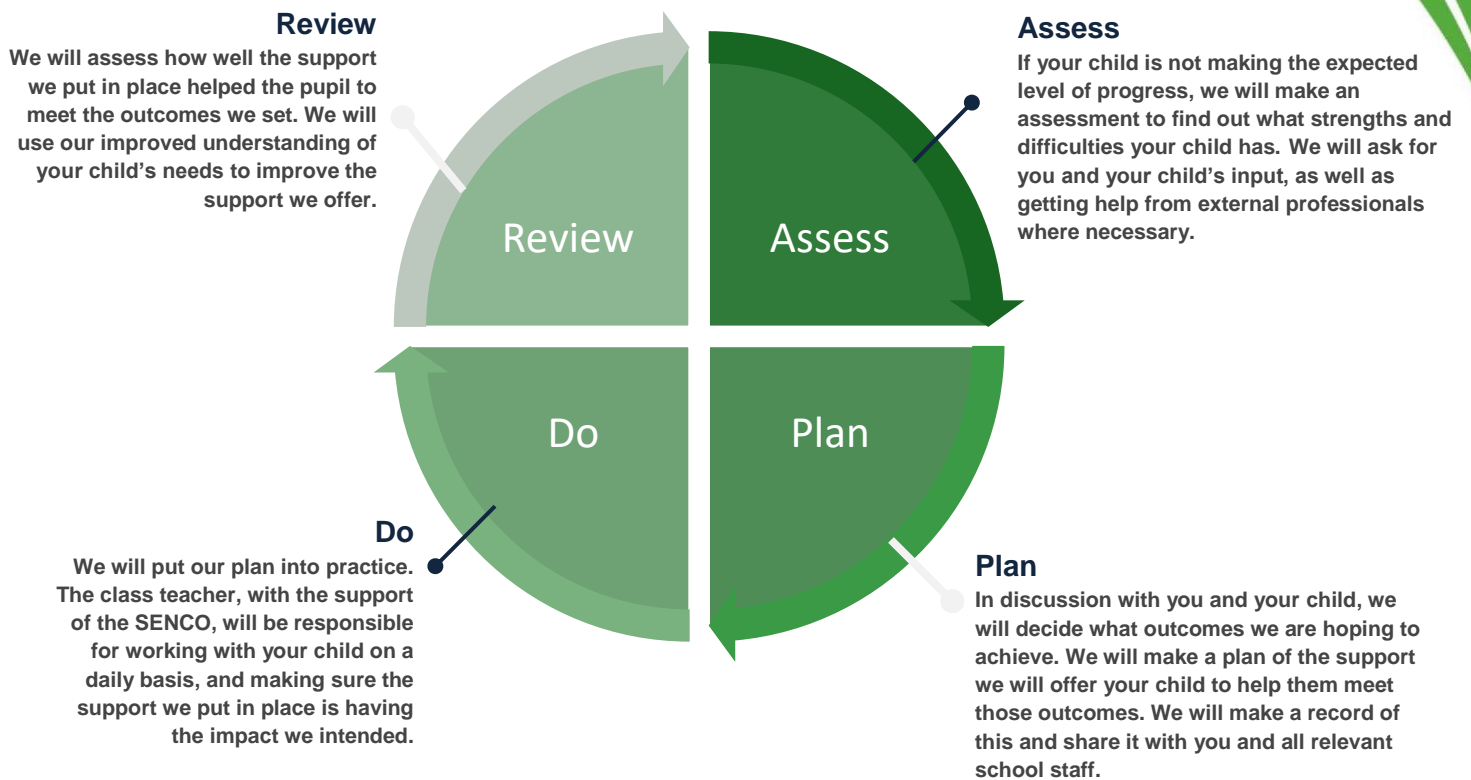 Review
We will assess how well the support
we put in place helped the pupil to
meet the outcomes we set. We will
use our improved understanding of
your child’s needs to improve the
support we offer.
Assess
If your child is not making the expected
level of progress, we will make an
assessment to find out what strengths and
difficulties your child has. We will ask for
you and your child’s input, as well as
getting help from external professionals
where necessary.
Review
Assess
Do
Plan
Do
We will put our plan into practice.
The class teacher, with the support
of the SENCO, will be responsible
for working with your child on a
daily basis, and making sure the
support we put in place is having
the impact we intended.
Plan
In discussion with you and your child, we
will decide what outcomes we are hoping to
achieve. We will make a plan of the support
we will offer your child to help them meet
those outcomes. We will make a record of
this and share it with you and all relevant
school staff.